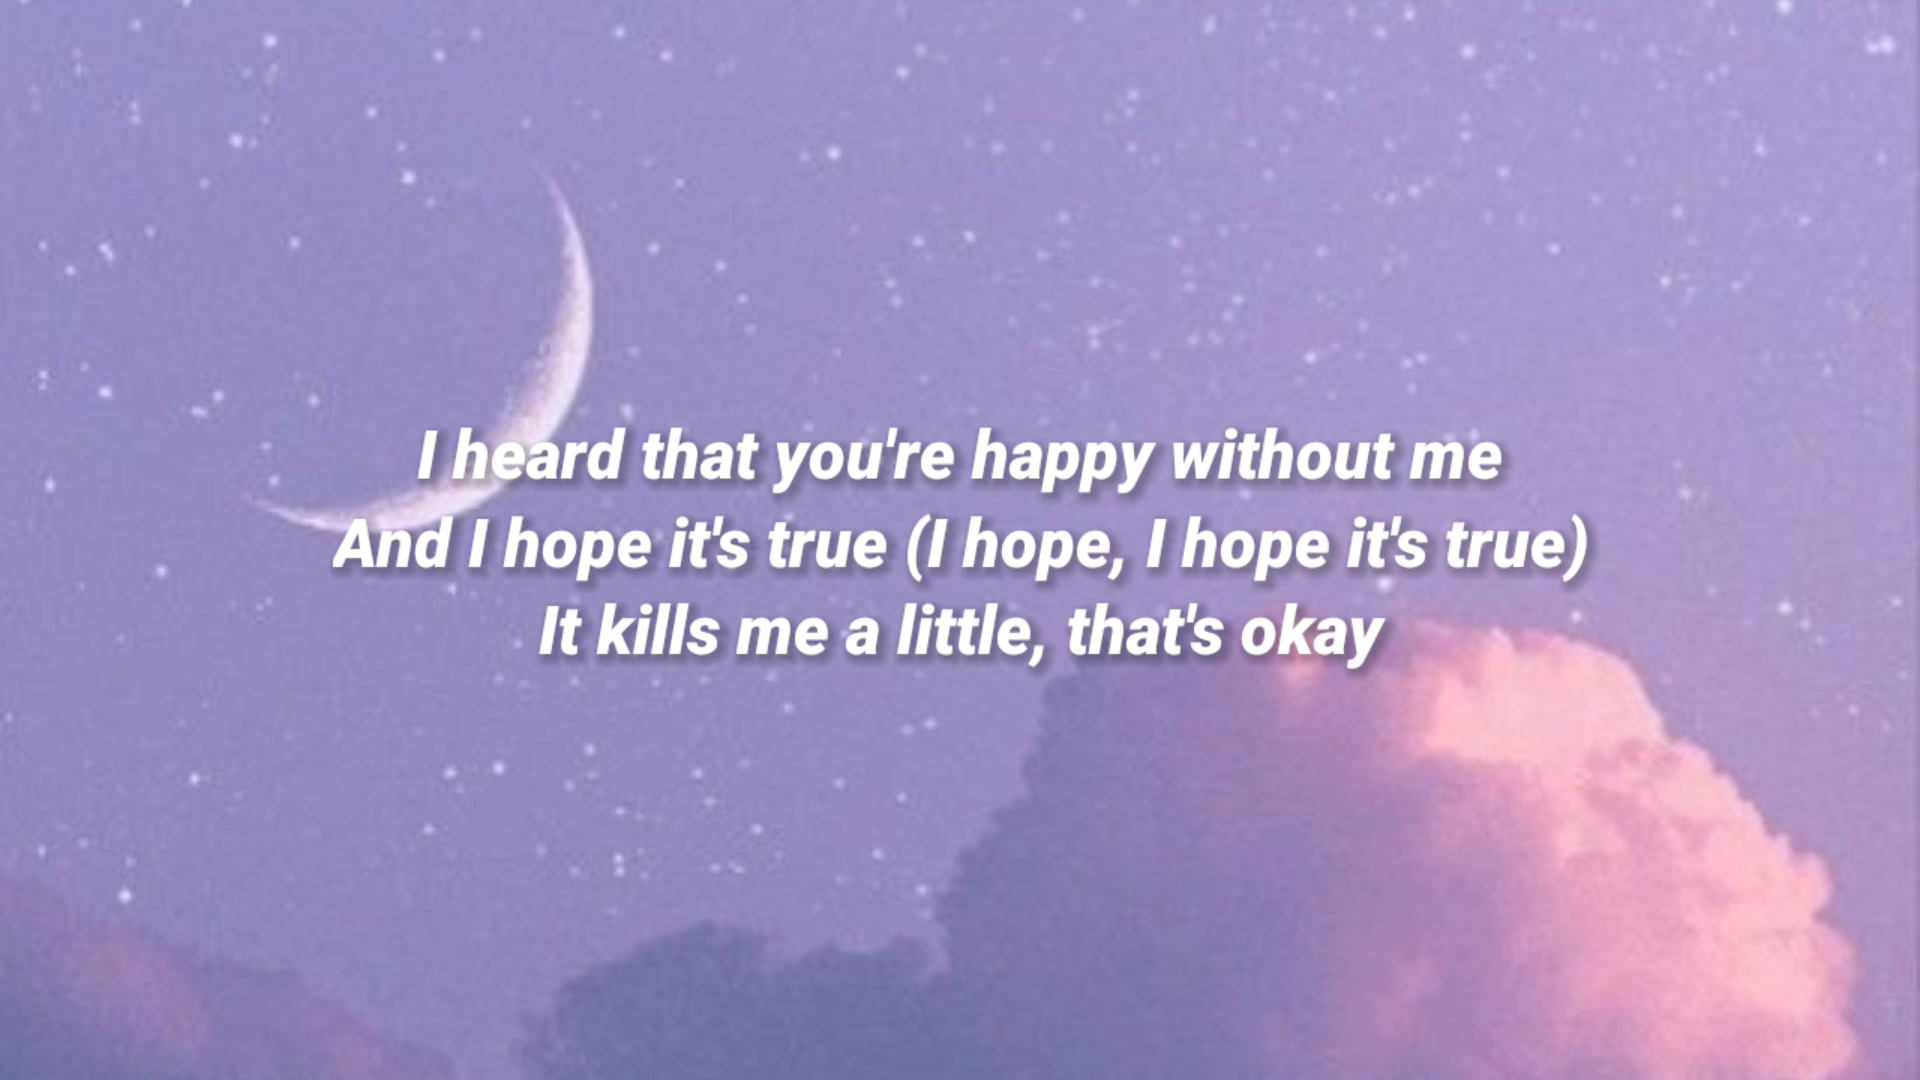 I heard that you're happy without me
And I hope it's true (I hope, I hope it's true)
It kills me a little, that's okay